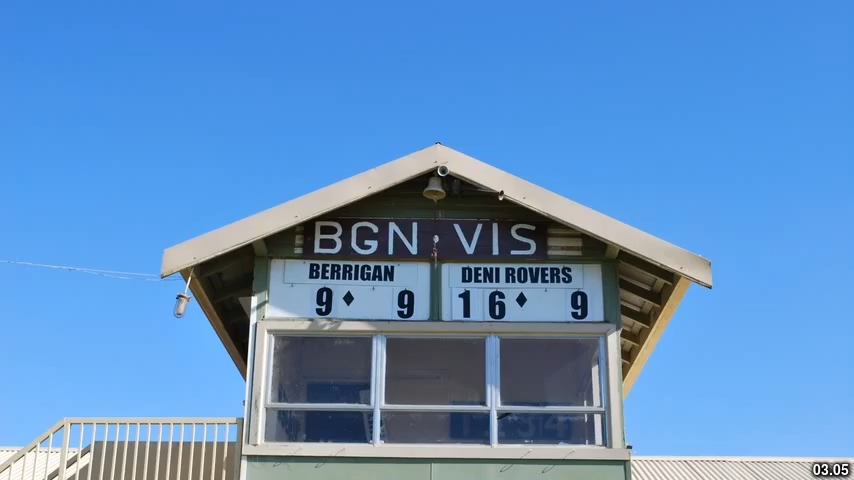 BGN VIS
BERRIGAN DENI ROVERS
9 ♦ 9 16 ♦ 9
03.05